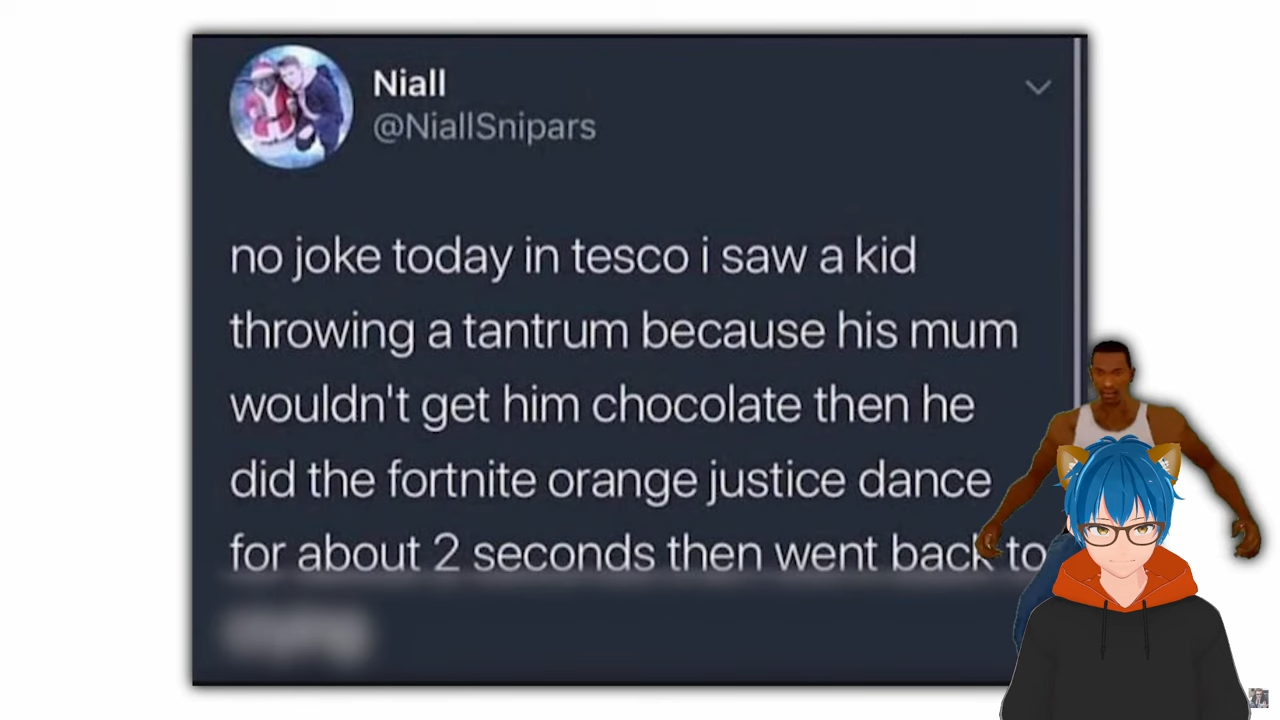 Niall
@NiallSnipars
no joke today in tesco i saw a kid
throwing a tantrum because his mum
wouldn't get him chocolate then he
did the fortnite orange justice dance
for about 2 seconds then went back to